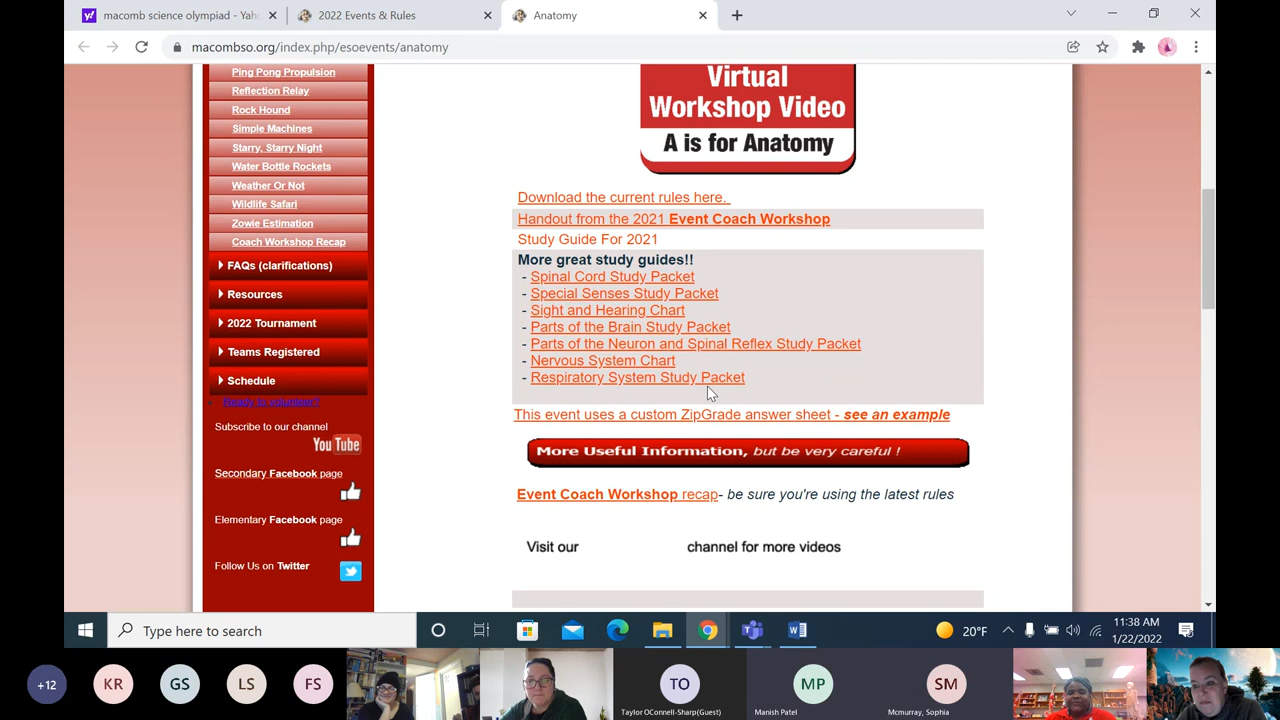 macomb science olympiad - Yah
2022 Events & Rules
Anatomy
macombso.org/index.php/esoevents/anatomy
Ping Pong Propulsion
Reflection Relay
Rock Hound
Simple Machines
Starry, Starry Night
Water Bottle Rockets
Weather Or Not
Wildlife Safari
Zowie Estimation
Coach Workshop Recap
FAQs (clarifications)
Resources
2022 Tournament
Teams Registered
Schedule
Ready to volunteer?
Subscribe to our channel
YouTube
Secondary Facebook page
Elementary Facebook page
Follow Us on Twitter
Virtual
Workshop Video
A is for Anatomy
Download the current rules here.
Handout from the 2021 Event Coach Workshop
Study Guide For 2021
More great study guides!!
- Spinal Cord Study Packet
- Special Senses Study Packet
- Sight and Hearing Chart
- Parts of the Brain Study Packet
- Parts of the Neuron and Spinal Reflex Study Packet
- Nervous System Chart
- Respiratory System Study Packet
This event uses a custom ZipGrade answer sheet - see an example
More Useful Information, but be very careful !
Event Coach Workshop recap- be sure you're using the latest rules
Visit our channel for more videos
Type here to search
20°F
11:38 AM
1/22/2022
+12
KR
GS
LS
FS
TO
Taylor OConnell-Sharp(Guest)
MP
Manish Patel
SM
Mcmurray, Sophia